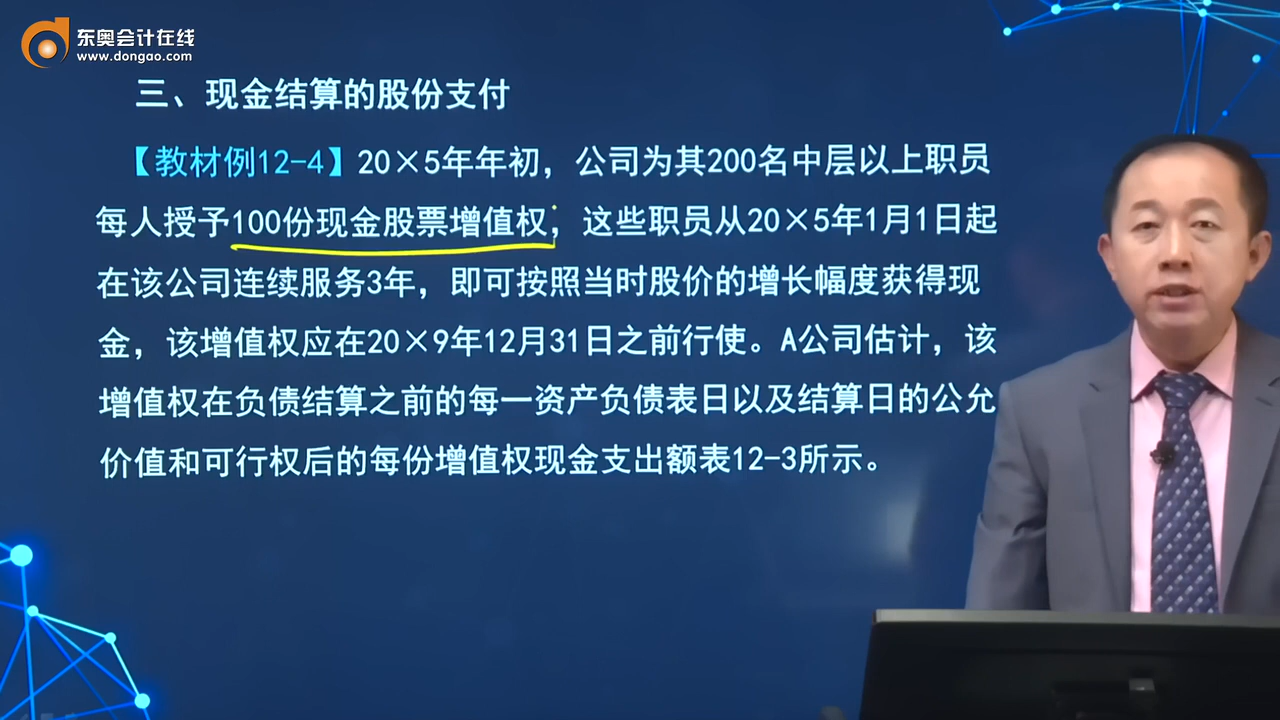 东奥会计在线
www.dongao.com
三、现金结算的股份支付
【教材例12-4】20×5年年初，公司为其200名中层以上职员
每人授予100份现金股票增值权，这些职员从20×5年1月1日起
在该公司连续服务3年，即可按照当时股价的增长幅度获得现
金，该增值权应在20×9年12月31日之前行使。A公司估计，该
增值权在负债结算之前的每一资产负债表日以及结算日的公允
价值和可行权后的每份增值权现金支出额表12-3所示。